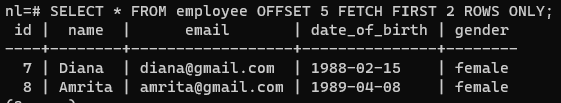 nl=# SELECT * FROM employee OFFSET 5 FETCH FIRST 2 ROWS ONLY;
 id |  name  |      email       | date_of_birth | gender
----+--------+------------------+---------------+--------
  7 | Diana  | diana@gmail.com  | 1988-02-15    | female
  8 | Amrita | amrita@gmail.com | 1989-04-08    | female